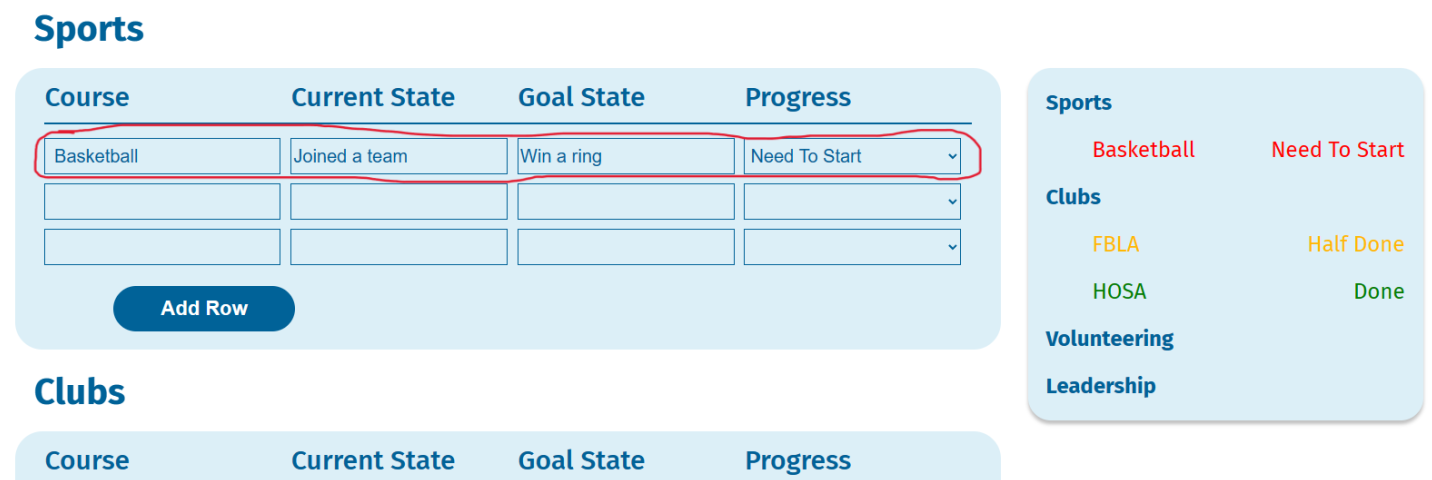 Sports
Course Current State Goal State Progress
Basketball Joined a team Win a ring Need To Start
Add Row
Clubs
Course Current State Goal State Progress
Sports
Basketball Need To Start
Clubs
FBLA Half Done
HOSA Done
Volunteering
Leadership